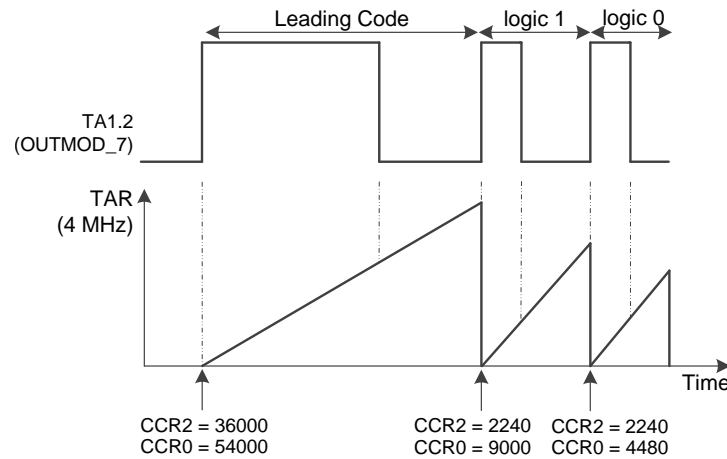 Leading Code
logic 1
logic 0
TA1.2
(OUTMOD_7)
TAR
(4 MHz)
Time
CCR2 = 36000
CCR0 = 54000
CCR2 = 2240
CCR0 = 9000
CCR2 = 2240
CCR0 = 4480